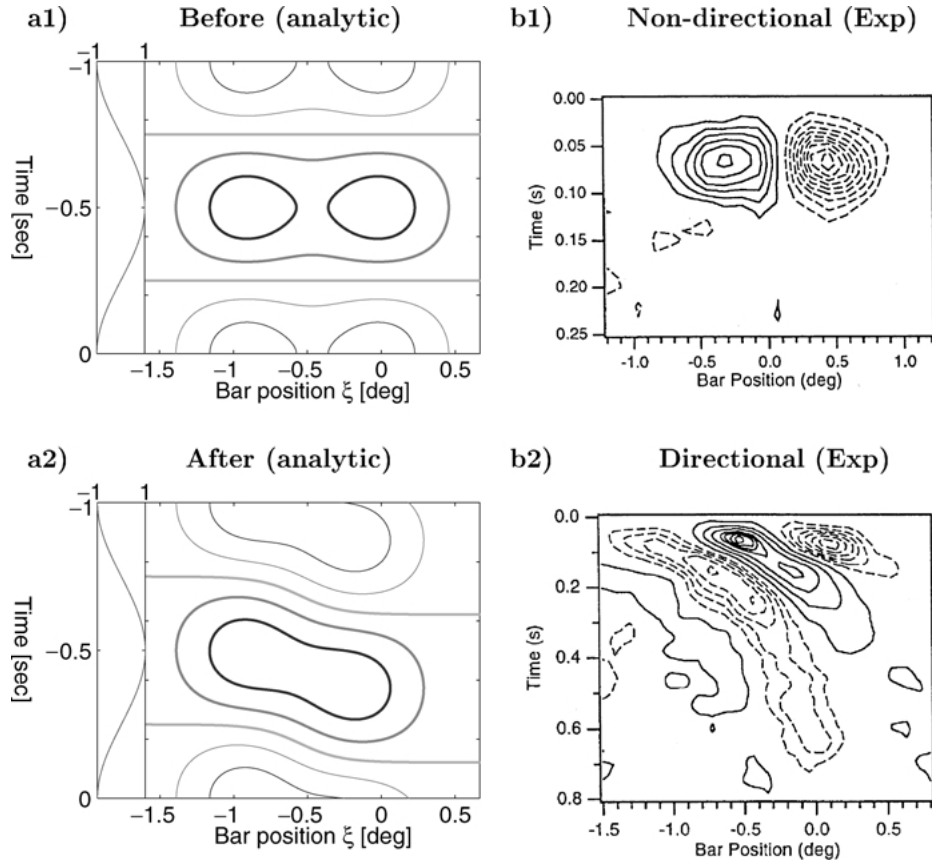 a1) Before (analytic)
−1 1
−1
−0.5
0
Time [sec]
−1.5 −1 −0.5 0 0.5
Bar position ξ [deg]
b1) Non-directional (Exp)
0.00
0.05
0.10
0.15
0.20
0.25
Time (s)
-1.0 -0.5 0.0 0.5 1.0
Bar Position (deg)
a2) After (analytic)
−1 1
−1
−0.5
0
Time [sec]
−1.5 −1 −0.5 0 0.5
Bar position ξ [deg]
b2) Directional (Exp)
0.0
0.2
0.4
0.6
0.8
Time (s)
-1.5 -1.0 -0.5 0.0 0.5
Bar Position (deg)